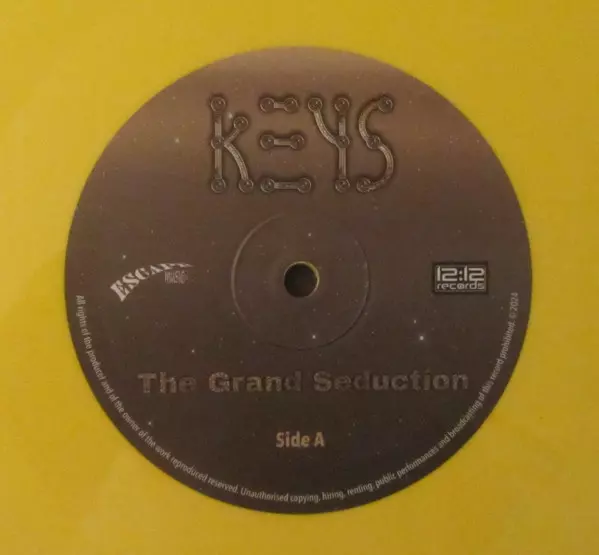 KEYS
ESCAPE
12:12
records
The Grand Seduction
Side A
All rights of the producer and of the owner of the work reproduced reserved. Unauthorised copying, hiring, renting, public performances and broadcasting of this record prohibited. © 2024